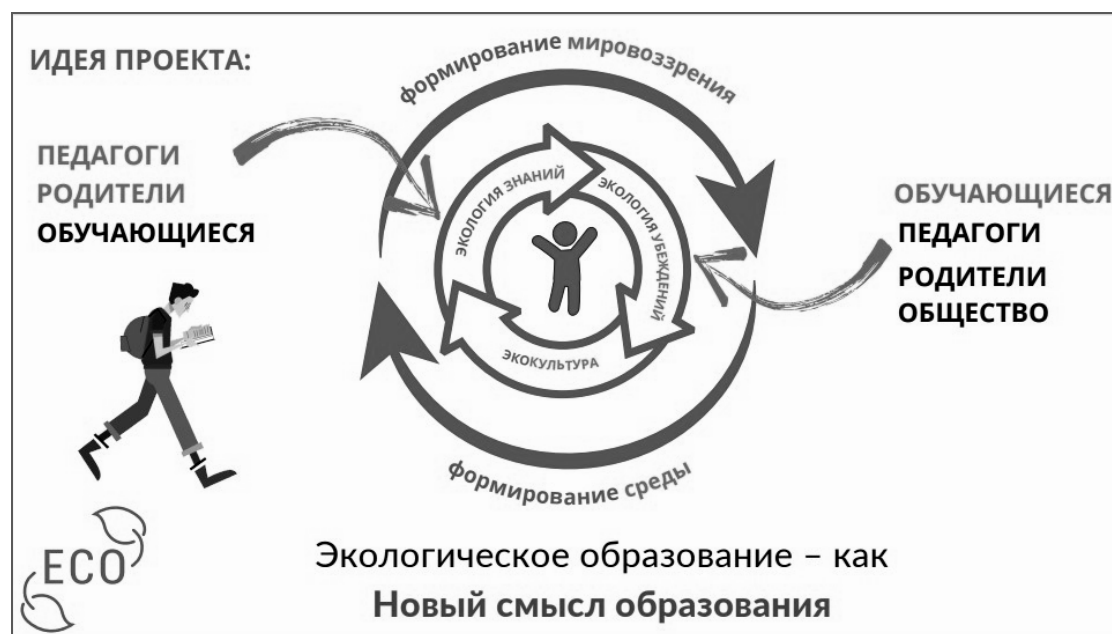 ИДЕЯ ПРОЕКТА:
формирование мировоззрения
ПЕДАГОГИ
РОДИТЕЛИ
ОБУЧАЮЩИЕСЯ
ЭКОЛОГИЯ ЗНАНИЙ
ЭКОЛОГИЯ УБЕЖДЕНИЙ
ЭКОКУЛЬТУРА
ОБУЧАЮЩИЕСЯ
ПЕДАГОГИ
РОДИТЕЛИ
ОБЩЕСТВО
формирование среды
ECO
Экологическое образование – как
Новый смысл образования